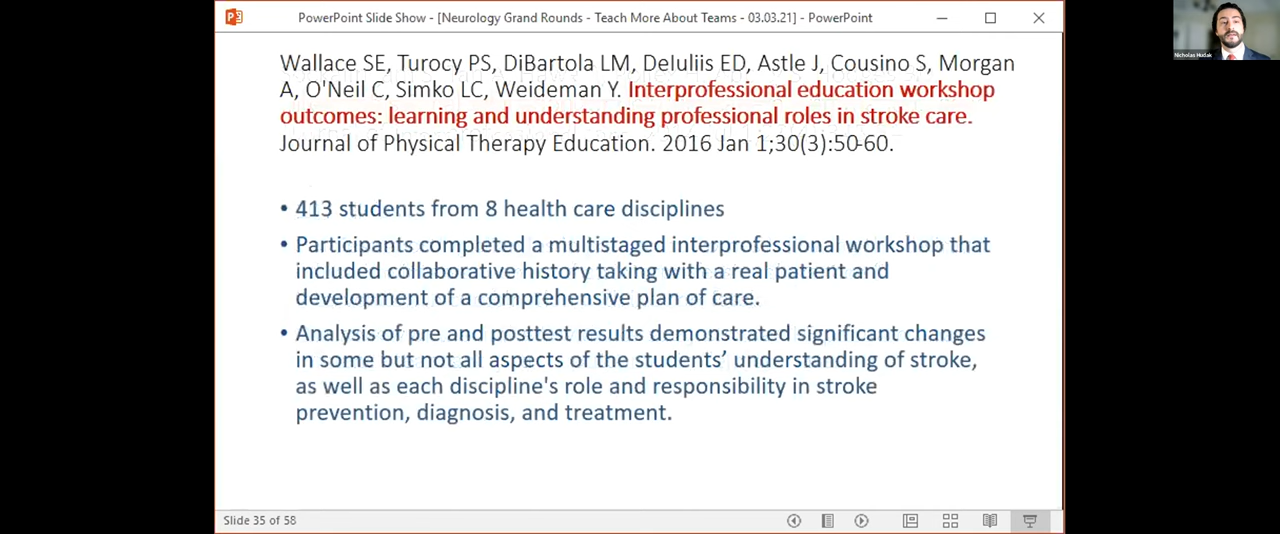 PowerPoint Slide Show - [Neurology Grand Rounds - Teach More About Teams - 03.03.21] - PowerPoint
Nicholas Hudak
Wallace SE, Turocy PS, DiBartola LM, DeIuliis ED, Astle J, Cousino S, Morgan
A, O'Neil C, Simko LC, Weideman Y. Interprofessional education workshop
outcomes: learning and understanding professional roles in stroke care.
Journal of Physical Therapy Education. 2016 Jan 1;30(3):50-60.
• 413 students from 8 health care disciplines
• Participants completed a multistaged interprofessional workshop that
included collaborative history taking with a real patient and
development of a comprehensive plan of care.
• Analysis of pre and posttest results demonstrated significant changes
in some but not all aspects of the students’ understanding of stroke,
as well as each discipline's role and responsibility in stroke
prevention, diagnosis, and treatment.
Slide 35 of 58